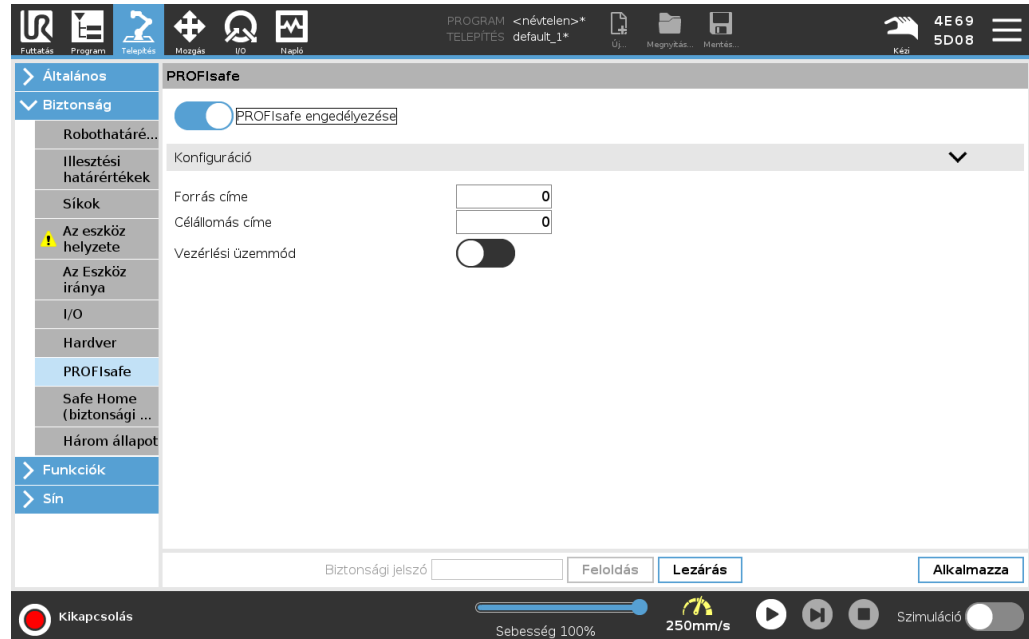 PROGRAM <névtelen>*
TELEPÍTÉS default_1*
4E69
5D08
Futtatás Program Telepítés Mozgás I/O Napló Új... Megnyitás... Mentés... Kézi
Általános
PROFIsafe
Biztonság
PROFIsafe engedélyezése
Robothatáré...
Konfiguráció
Illesztési
határértékek
Forrás címe 0
Síkok
Célállomás címe 0
Az eszköz
helyzete
Vezérlési üzemmód
Az Eszköz
iránya
I/O
Hardver
PROFIsafe
Safe Home
(biztonsági ...
Három állapot
Funkciók
Sín
Biztonsági jelszó Feloldás Lezárás Alkalmazza
Kikapcsolás
Sebesség 100%
250mm/s
Szimuláció